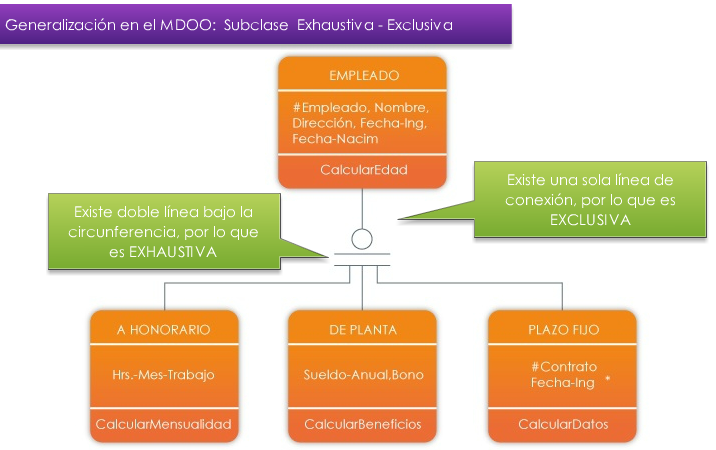 Generalización en el MDOO: Subclase Exhaustiva - Exclusiva
EMPLEADO
#Empleado, Nombre,
Dirección, Fecha-Ing,
Fecha-Nacim
CalcularEdad
Existe una sola línea de
conexión, por lo que es
EXCLUSIVA
Existe doble línea bajo la
circunferencia, por lo que
es EXHAUSTIVA
A HONORARIO
Hrs.-Mes-Trabajo
CalcularMensualidad
DE PLANTA
Sueldo-Anual,Bono
CalcularBeneficios
PLAZO FIJO
#Contrato
Fecha-Ing *
CalcularDatos